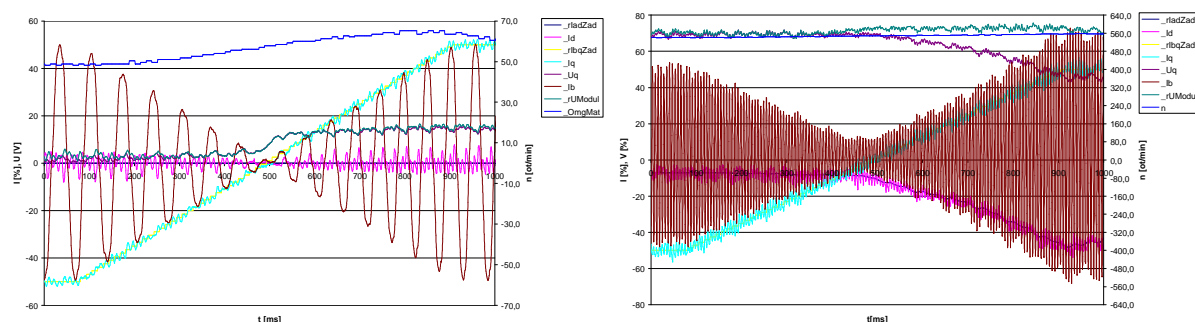 60
40
20
0
-20
-40
-60
I [%], U [V]
0 100 200 300 400 500 600 700 800 900 1000
t [ms]
70,0
50,0
30,0
10,0
-10,0
-30,0
-50,0
-70,0
n [ot/min]
_rIadZad
_Id
_rIbqZad
_Iq
_Uq
_Ib
_rUModul
_OmgMat
80
60
40
20
0
-20
-40
-60
-80
I [%], V [%]
0 100 200 300 400 500 600 700 800 900 1000
t[ms]
640,0
560,0
480,0
400,0
320,0
240,0
160,0
80,0
0,0
-80,0
-160,0
-240,0
-320,0
-400,0
-480,0
-560,0
-640,0
n [ot/min]
_rIadZad
_Id
_rIbqZad
_Iq
_Uq
_Ib
_rUModul
n